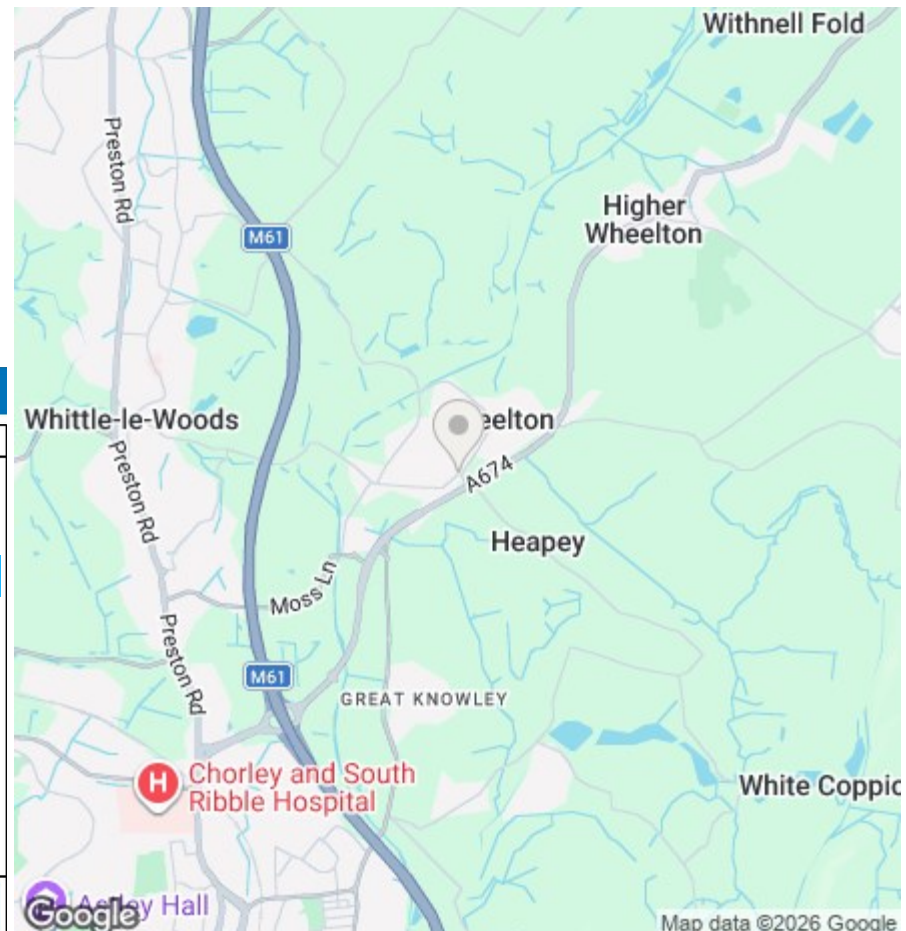 Withnell Fold
Preston Rd
Higher
Wheelton
M61
Whittle-le-Woods
eelton
A674
Preston Rd
Heapey
Moss Ln
Preston Rd
M61
GREAT KNOWLEY
H
Chorley and South
Ribble Hospital
White Coppic
Hall
Google
Map data ©2026 Google